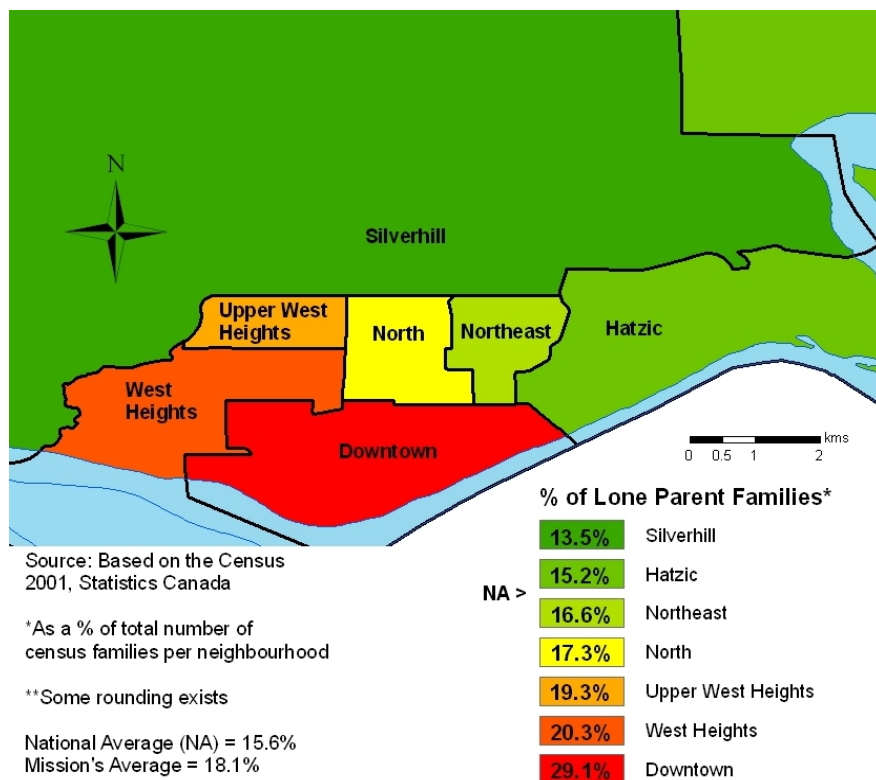 N
Silverhill
Upper West
Heights
North
Northeast
Hatzic
West
Heights
Downtown
kms
0 0.5 1 2
% of Lone Parent Families*
13.5% Silverhill
15.2% Hatzic
NA >
16.6% Northeast
17.3% North
19.3% Upper West Heights
20.3% West Heights
29.1% Downtown
Source: Based on the Census
2001, Statistics Canada
*As a % of total number of
census families per neighbourhood
**Some rounding exists
National Average (NA) = 15.6%
Mission's Average = 18.1%